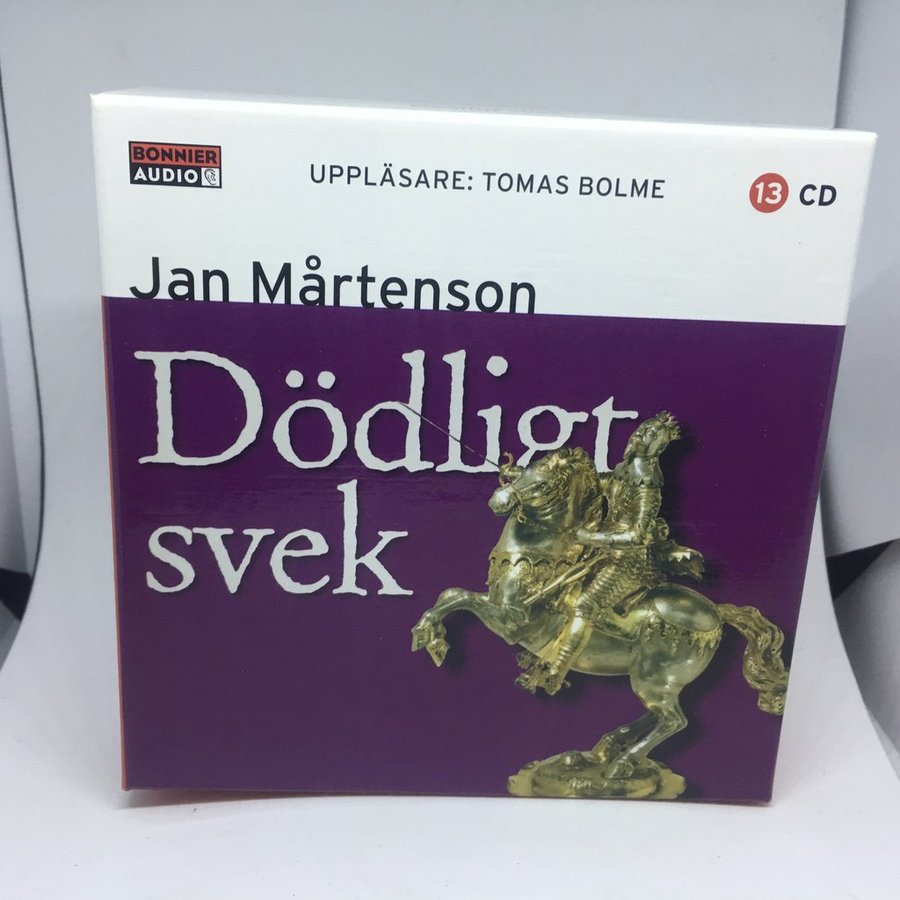 BONNIER
AUDIO
UPPLÄSARE: TOMAS BOLME
13 CD
Jan Mårtenson
Dödligt
svek